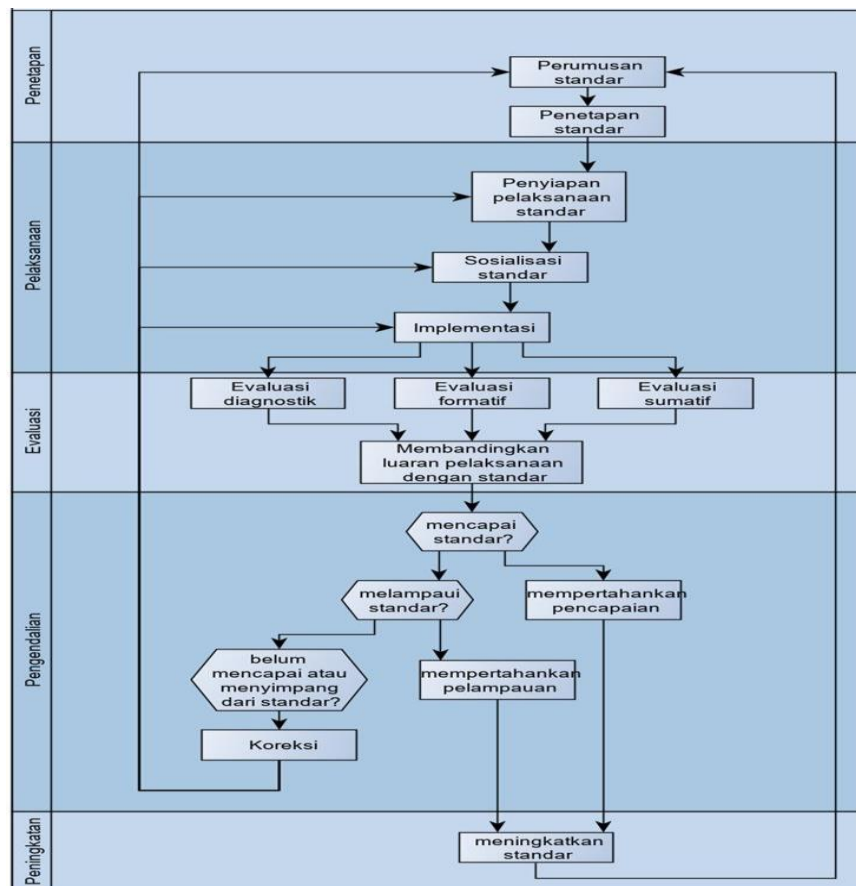 Penetapan
Perumusan
standar
Penetapan
standar
Pelaksanaan
Penyiapan
pelaksanaan
standar
Sosialisasi
standar
Implementasi
Evaluasi
Evaluasi
diagnostik
Evaluasi
formatif
Evaluasi
sumatif
Membandingkan
luaran pelaksanaan
dengan standar
Pengendalian
mencapai
standar?
melampaui
standar?
mempertahankan
pencapaian
belum
mencapai atau
menyimpang
dari standar?
mempertahankan
pelampauan
Koreksi
Peningkatan
meningkatkan
standar